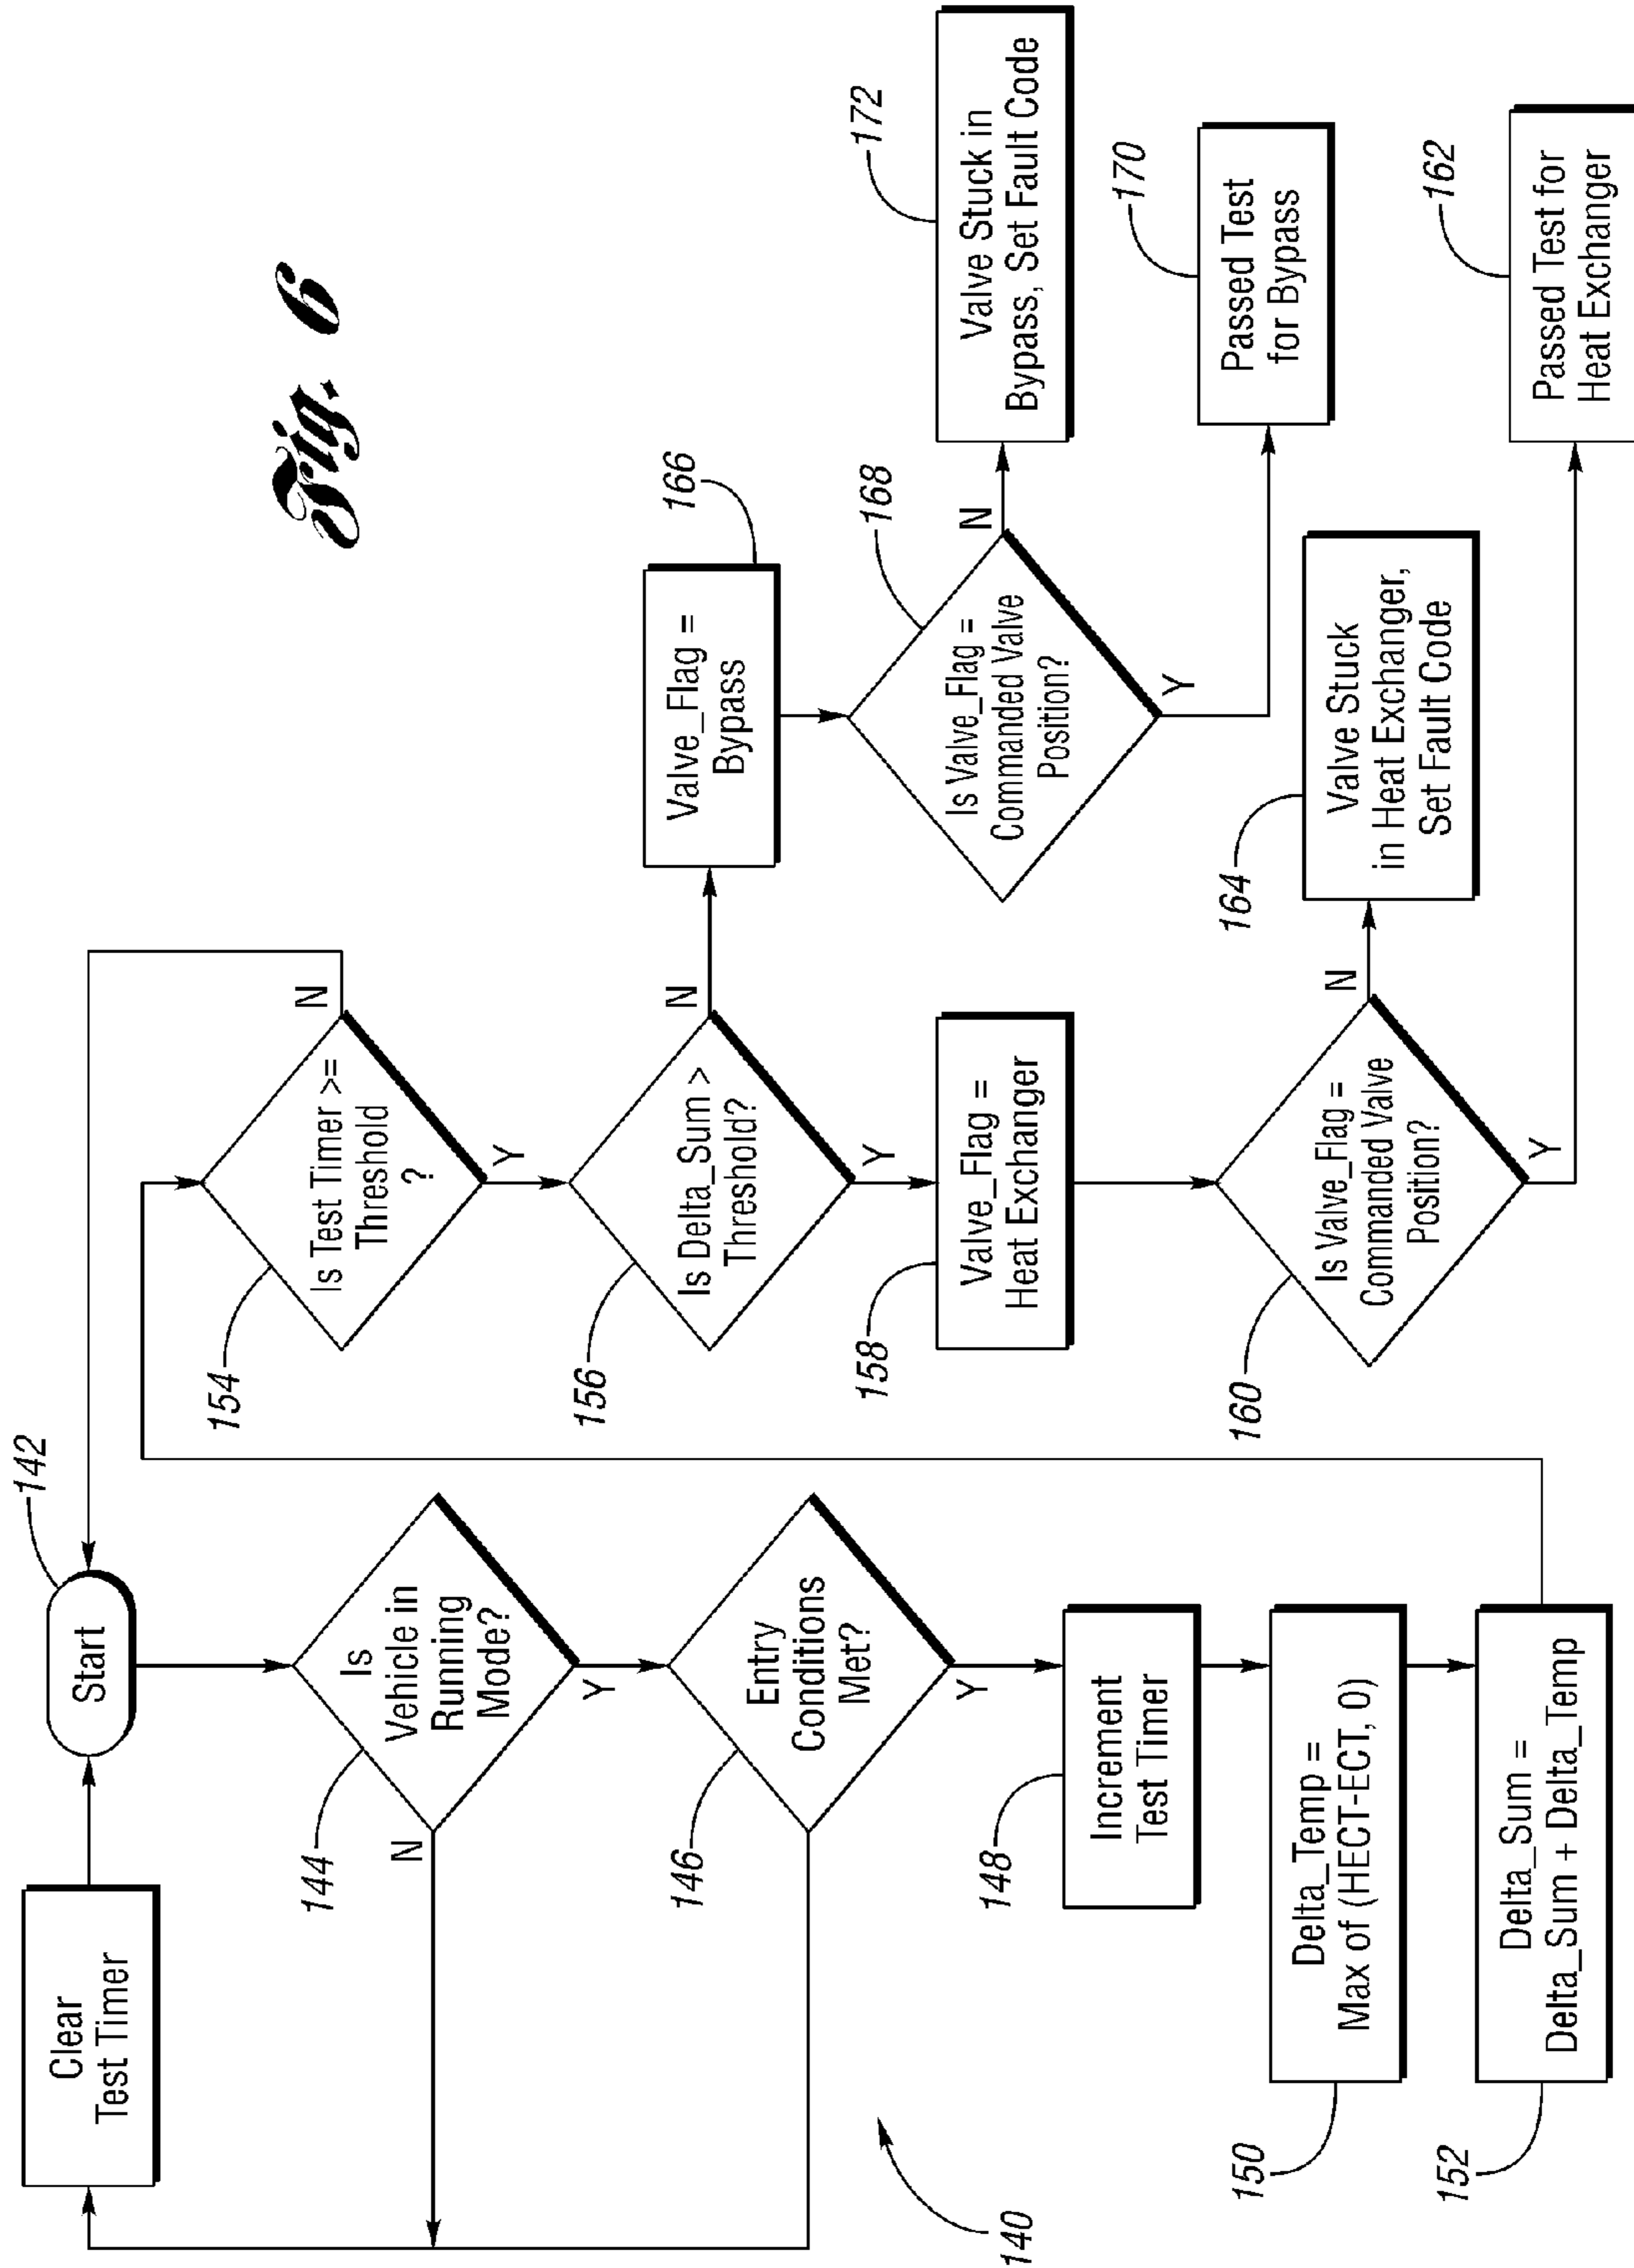 Clear
Test Timer
Start
142
Is
Vehicle in
Running
Mode?
144
N
Y
Entry
Conditions
Met?
146
Y
Increment
Test Timer
148
Delta_Temp =
Max of (HECT-ECT, 0)
150
Delta_Sum =
Delta_Sum + Delta_Temp
152
140
Is Test Timer >=
Threshold
?
154
N
Y
Is Delta_Sum >
Threshold?
156
N
Y
Valve_Flag =
Heat Exchanger
158
Is Valve_Flag =
Commanded Valve
Position?
160
N
Y
Valve_Flag =
Bypass
166
Is Valve_Flag =
Commanded Valve
Position?
168
N
Y
Valve Stuck
in Heat Exchanger,
Set Fault Code
164
Valve Stuck in
Bypass, Set Fault Code
172
Passed Test
for Bypass
170
Passed Test for
Heat Exchanger
162
Fig. 6